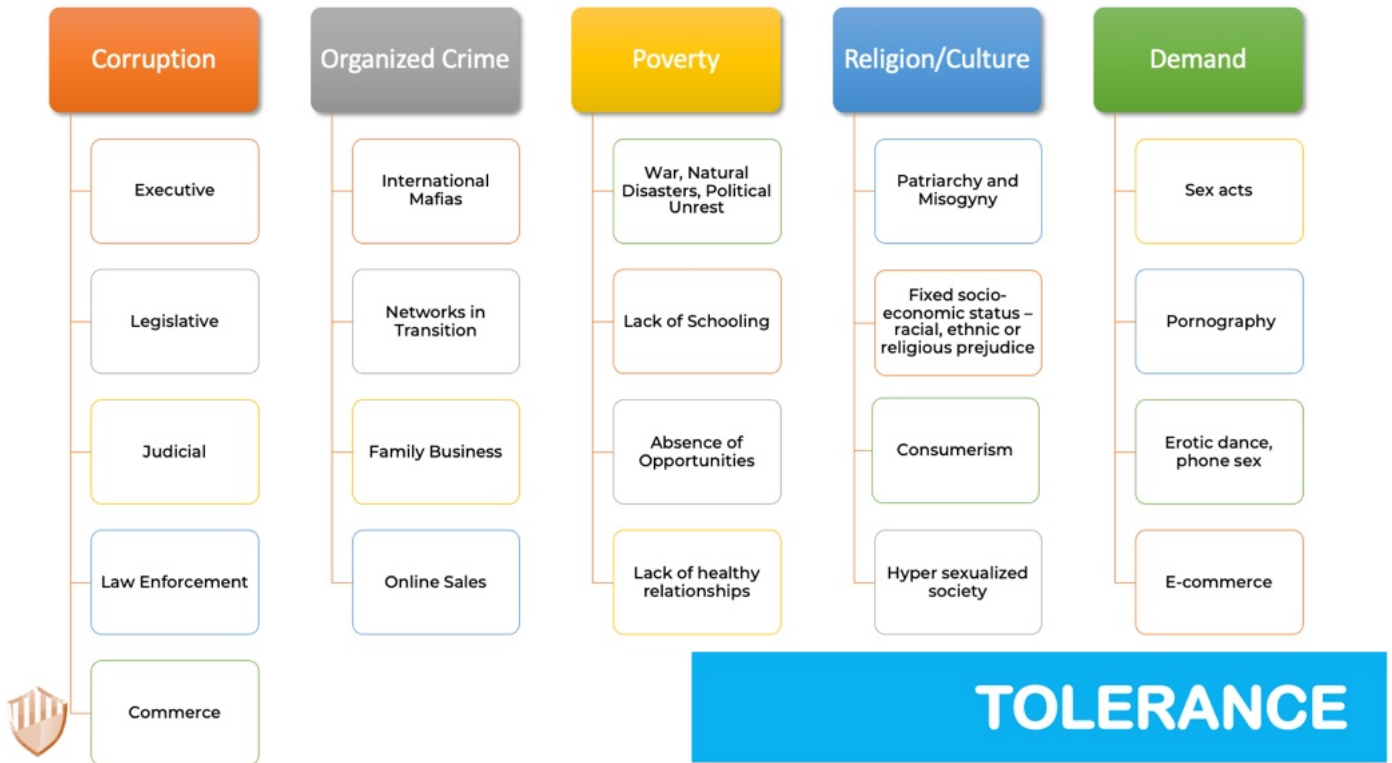 Corruption
Executive
Legislative
Judicial
Law Enforcement
Commerce
Organized Crime
International
Mafias
Networks in
Transition
Family Business
Online Sales
Poverty
War, Natural
Disasters, Political
Unrest
Lack of Schooling
Absence of
Opportunities
Lack of healthy
relationships
Religion/Culture
Patriarchy and
Misogyny
Fixed socio-
economic status –
racial, ethnic or
religious prejudice
Consumerism
Hyper sexualized
society
Demand
Sex acts
Pornography
Erotic dance,
phone sex
E-commerce
TOLERANCE